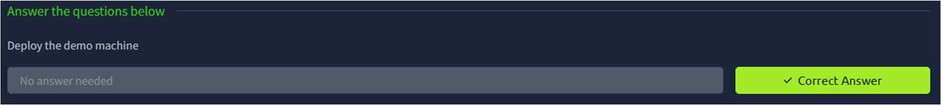 Answer the questions below
Deploy the demo machine
No answer needed
✓ Correct Answer